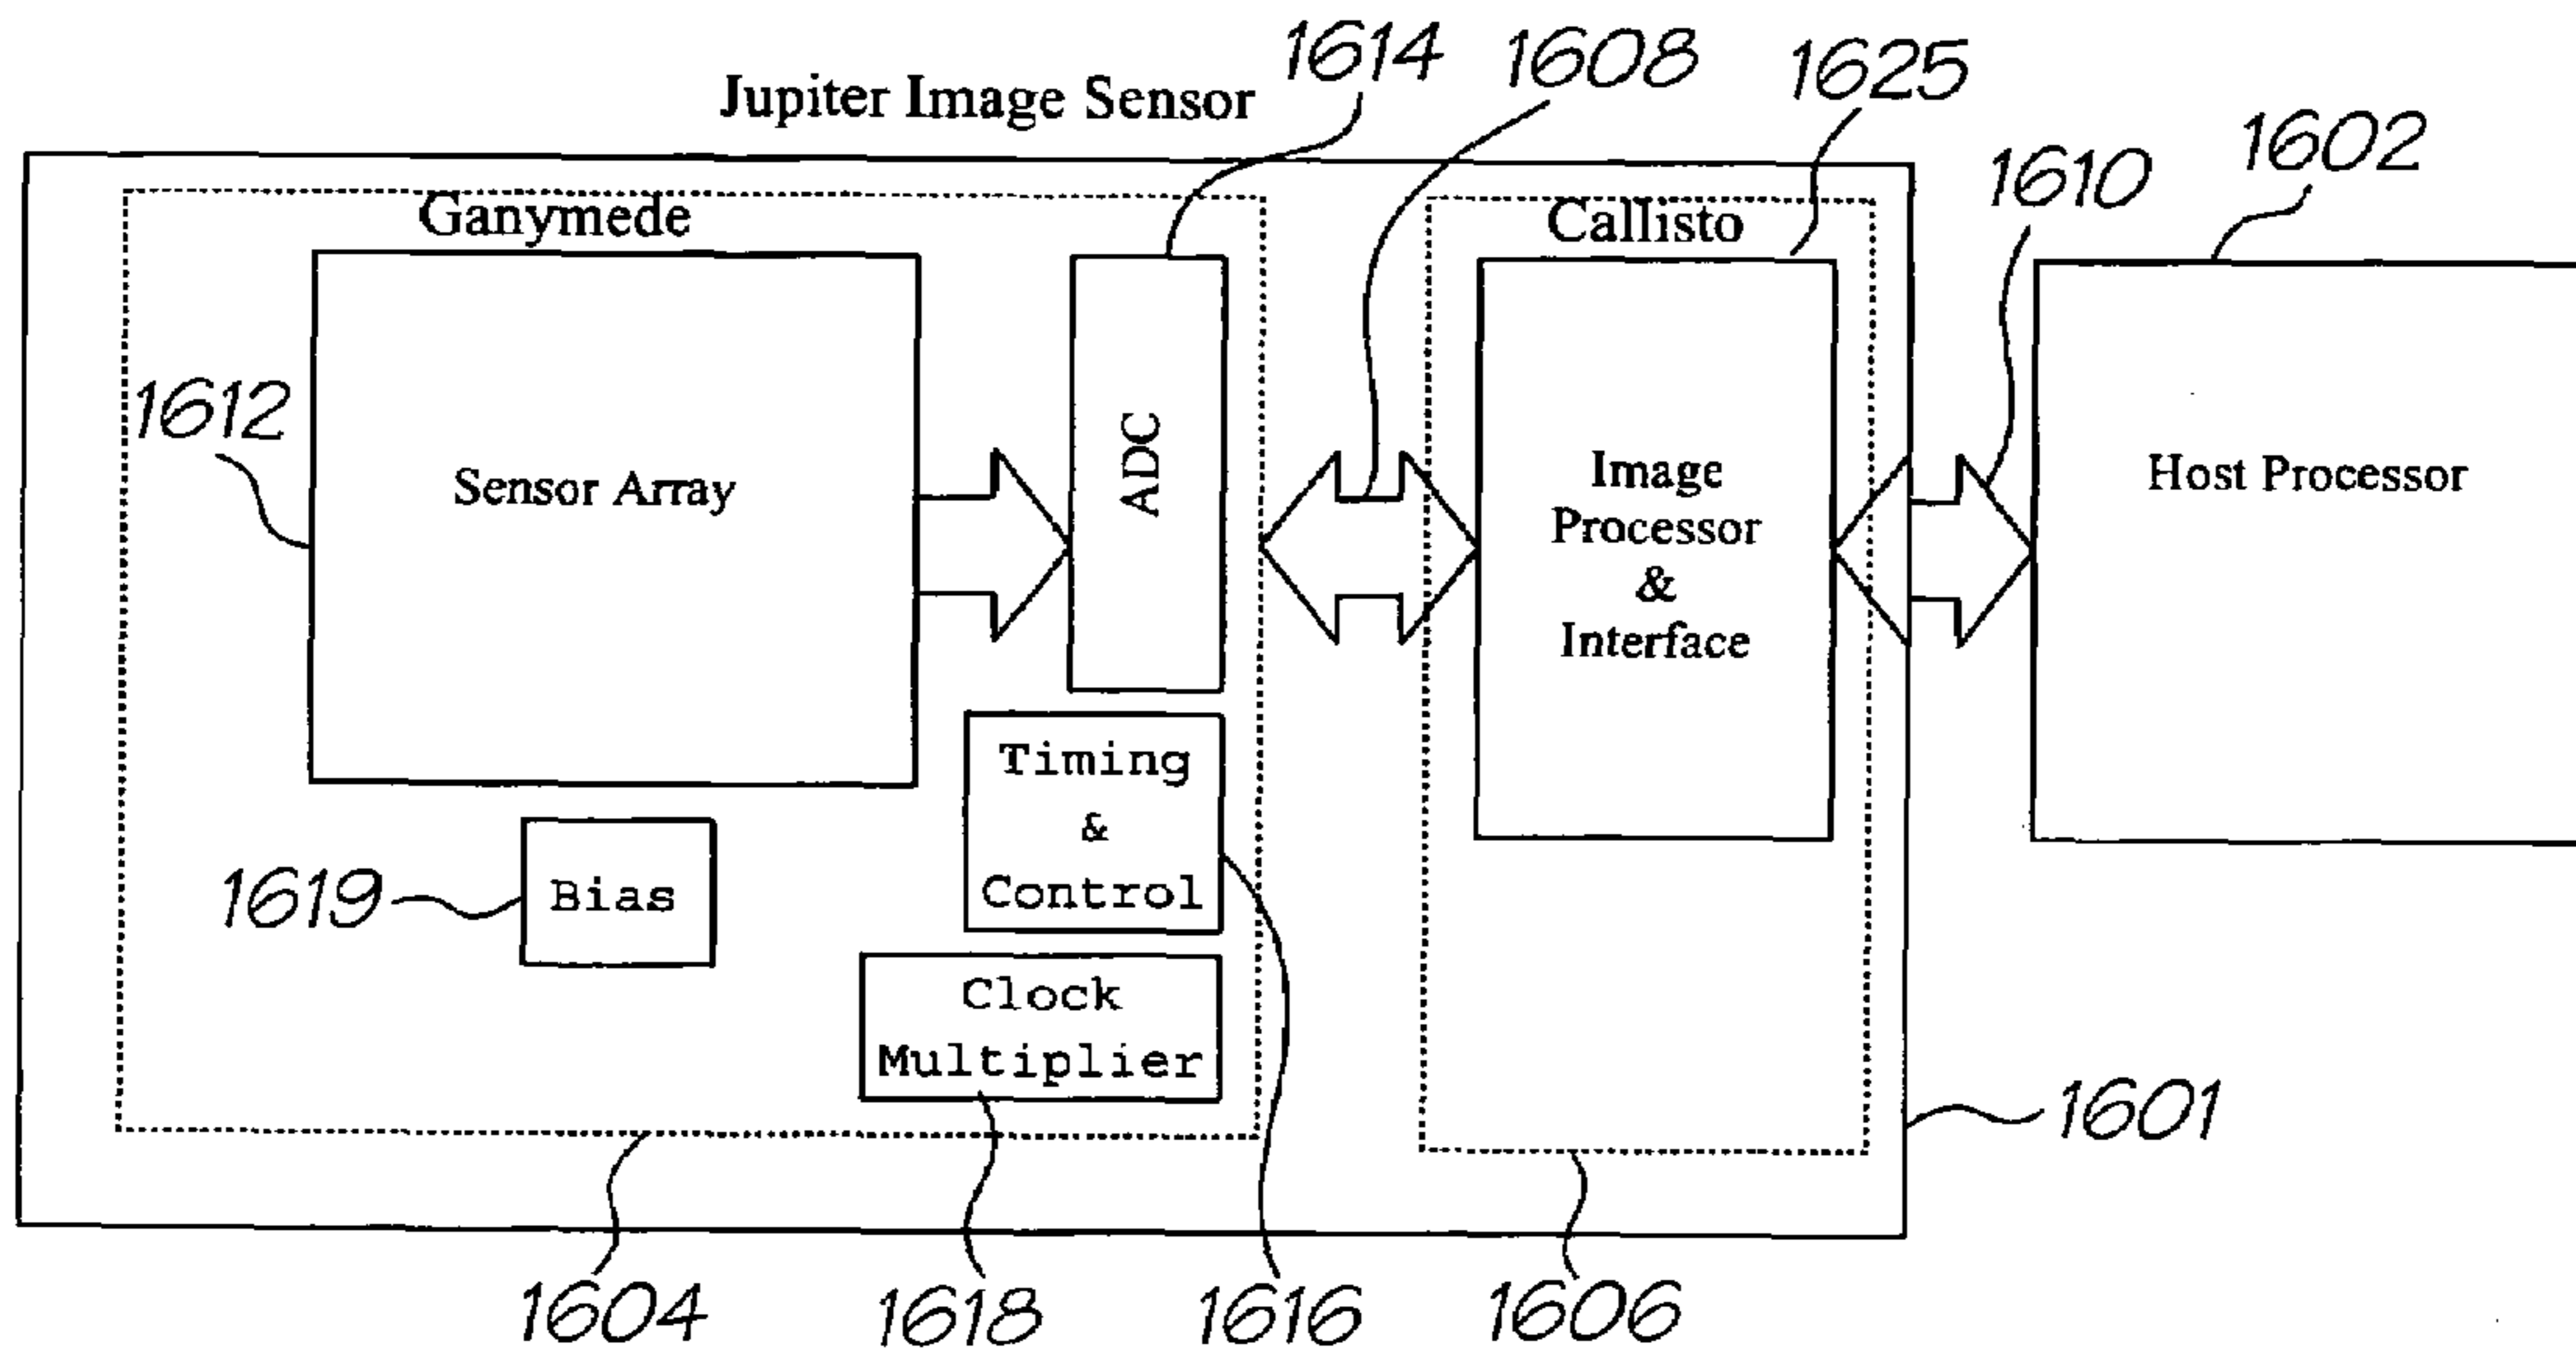 Jupiter Image Sensor
1614
1608
1625
1602
1610
Ganymede
Callisto
1612
Sensor Array
ADC
Image
Processor
&
Interface
Host Processor
Timing
&
Control
1619
Bias
Clock
Multiplier
1601
1604
1618
1616
1606